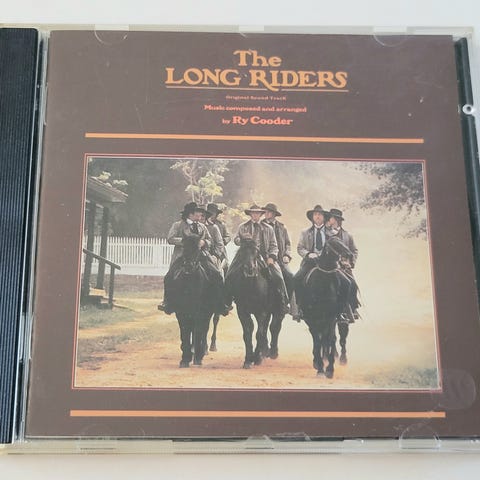 The
LONG RIDERS
Original Sound Track
Music composed and arranged
by Ry Cooder